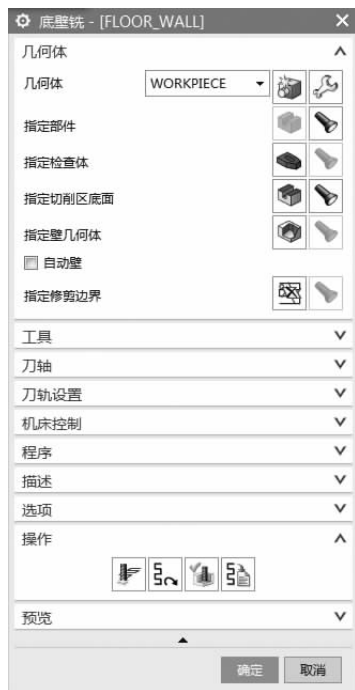 底壁铣 - [FLOOR_WALL]
几何体
几何体 WORKPIECE
指定部件
指定检查体
指定切削区底面
指定壁几何体
自动壁
指定修剪边界
工具
刀轴
刀轨设置
机床控制
程序
描述
选项
操作
预览
确定 取消